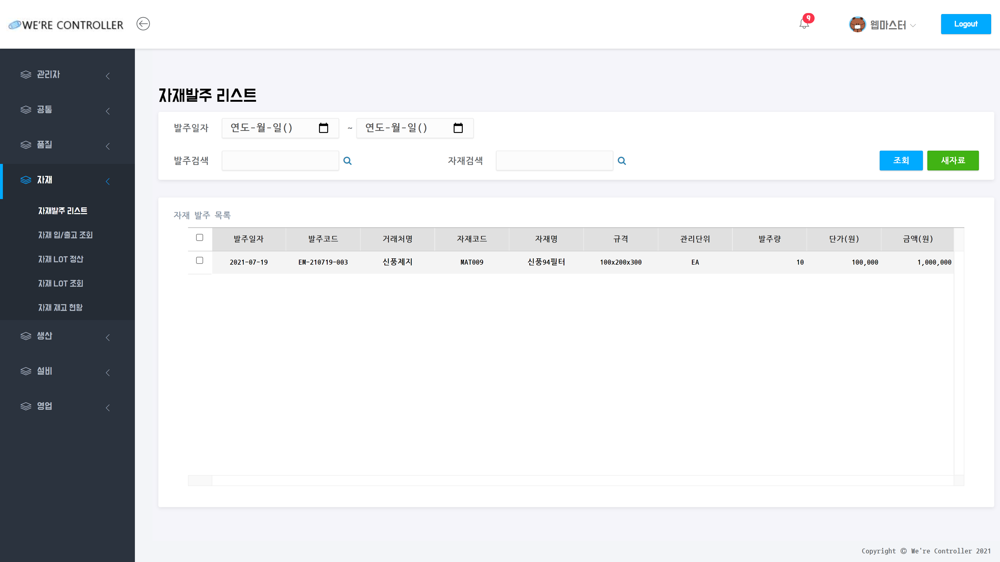 WE'RE CONTROLLER
9
웹마스터
Logout
관리자
공통
품질
자재
자재발주 리스트
자재 입/출고 조회
자재 LOT 정산
자재 LOT 조회
자재 재고 현황
생산
설비
영업
자재발주 리스트
발주일자 연도-월-일() ~ 연도-월-일()
발주검색 자재검색 조회 새자료
자재 발주 목록
발주일자 발주코드 거래처명 자재코드 자재명 규격 관리단위 발주량 단가(원) 금액(원)
2021-07-19 EM-210719-003 신풍제지 MAT009 신풍94필터 100x200x300 EA 10 100,000 1,000,000
Copyright © We're Controller 2021